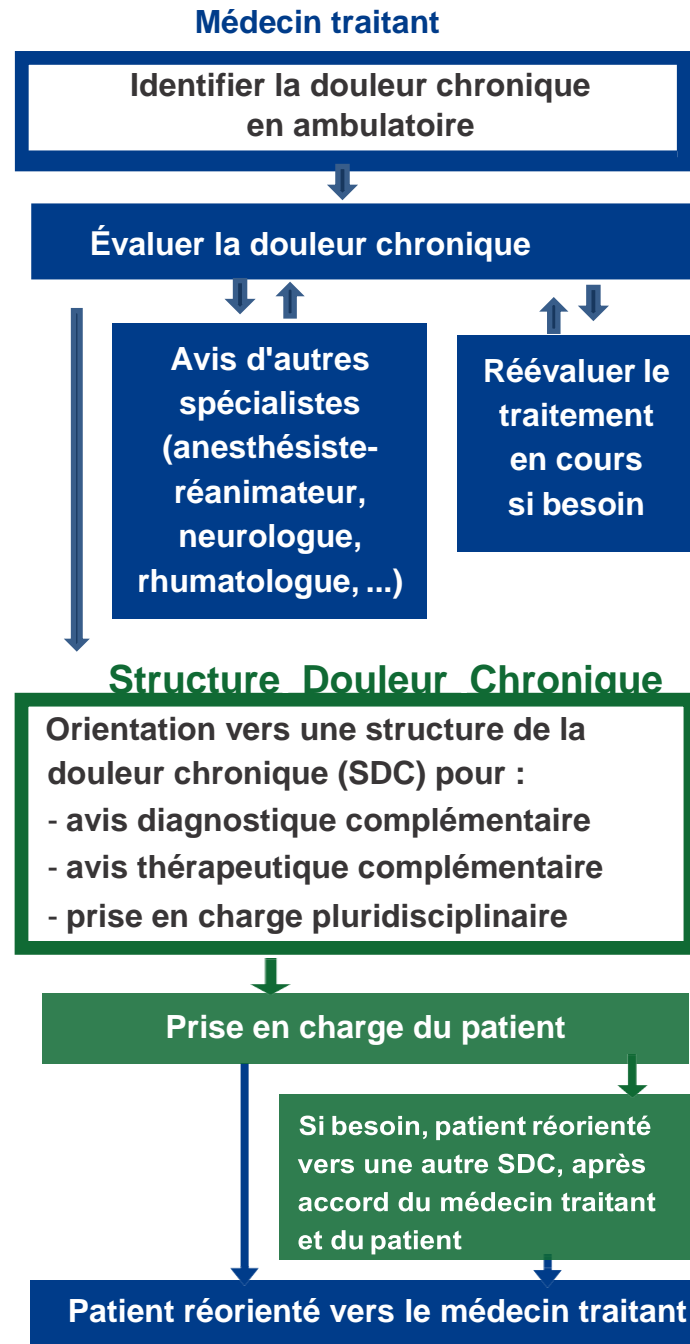 Médecin traitant
Identifier la douleur chronique
en ambulatoire
Évaluer la douleur chronique
Avis d'autres
spécialistes
(anesthésiste-
réanimateur,
neurologue,
rhumatologue, ...)
Réévaluer le
traitement
en cours
si besoin
Structure Douleur Chronique
Orientation vers une structure de la
douleur chronique (SDC) pour :
- avis diagnostique complémentaire
- avis thérapeutique complémentaire
- prise en charge pluridisciplinaire
Prise en charge du patient
Si besoin, patient réorienté
vers une autre SDC, après
accord du médecin traitant
et du patient
Patient réorienté vers le médecin traitant